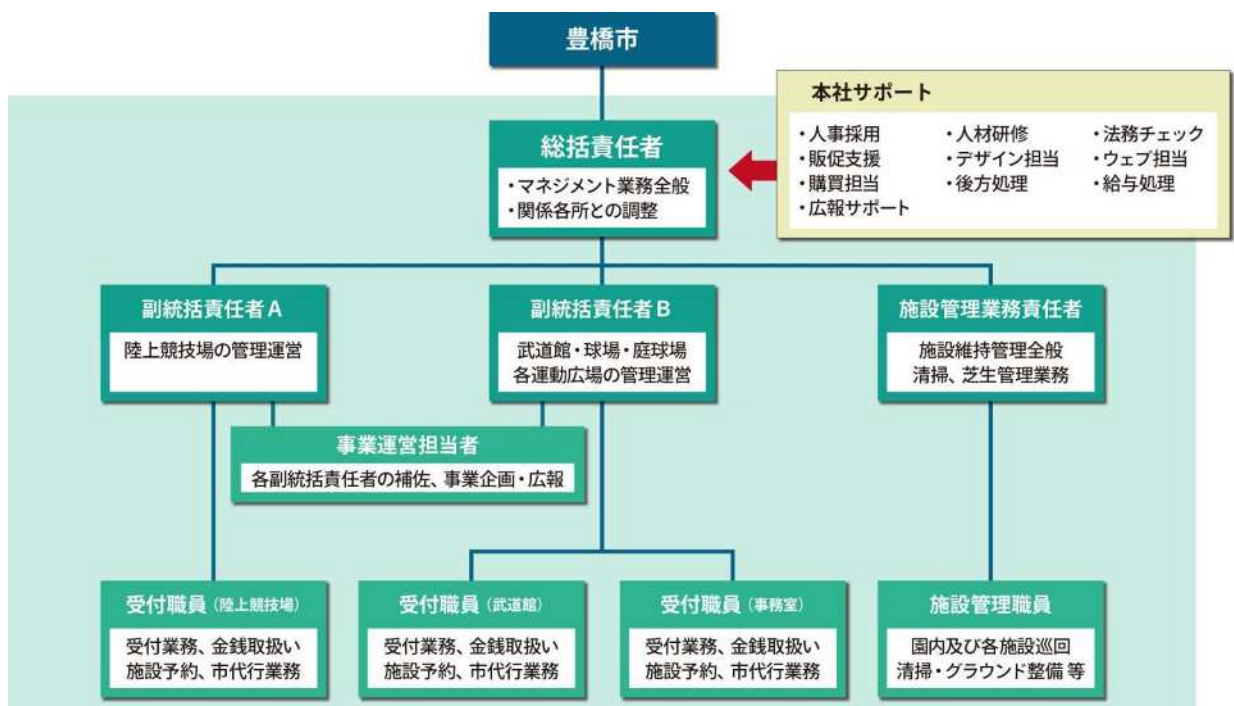 豊橋市
本社サポート
・人事採用 ・人材研修 ・法務チェック
・販促支援 ・デザイン担当 ・ウェブ担当
・購買担当 ・後方処理 ・給与処理
・広報サポート
総括責任者
・マネジメント業務全般
・関係各所との調整
副統括責任者A
陸上競技場の管理運営
副統括責任者B
武道館・球場・庭球場
各運動広場の管理運営
施設管理業務責任者
施設維持管理全般
清掃、芝生管理業務
事業運営担当者
各副統括責任者の補佐、事業企画・広報
受付職員（陸上競技場）
受付業務、金銭取扱い
施設予約、市代行業務
受付職員（武道館）
受付業務、金銭取扱い
施設予約、市代行業務
受付職員（事務室）
受付業務、金銭取扱い
施設予約、市代行業務
施設管理職員
園内及び各施設巡回
清掃・グラウンド整備 等